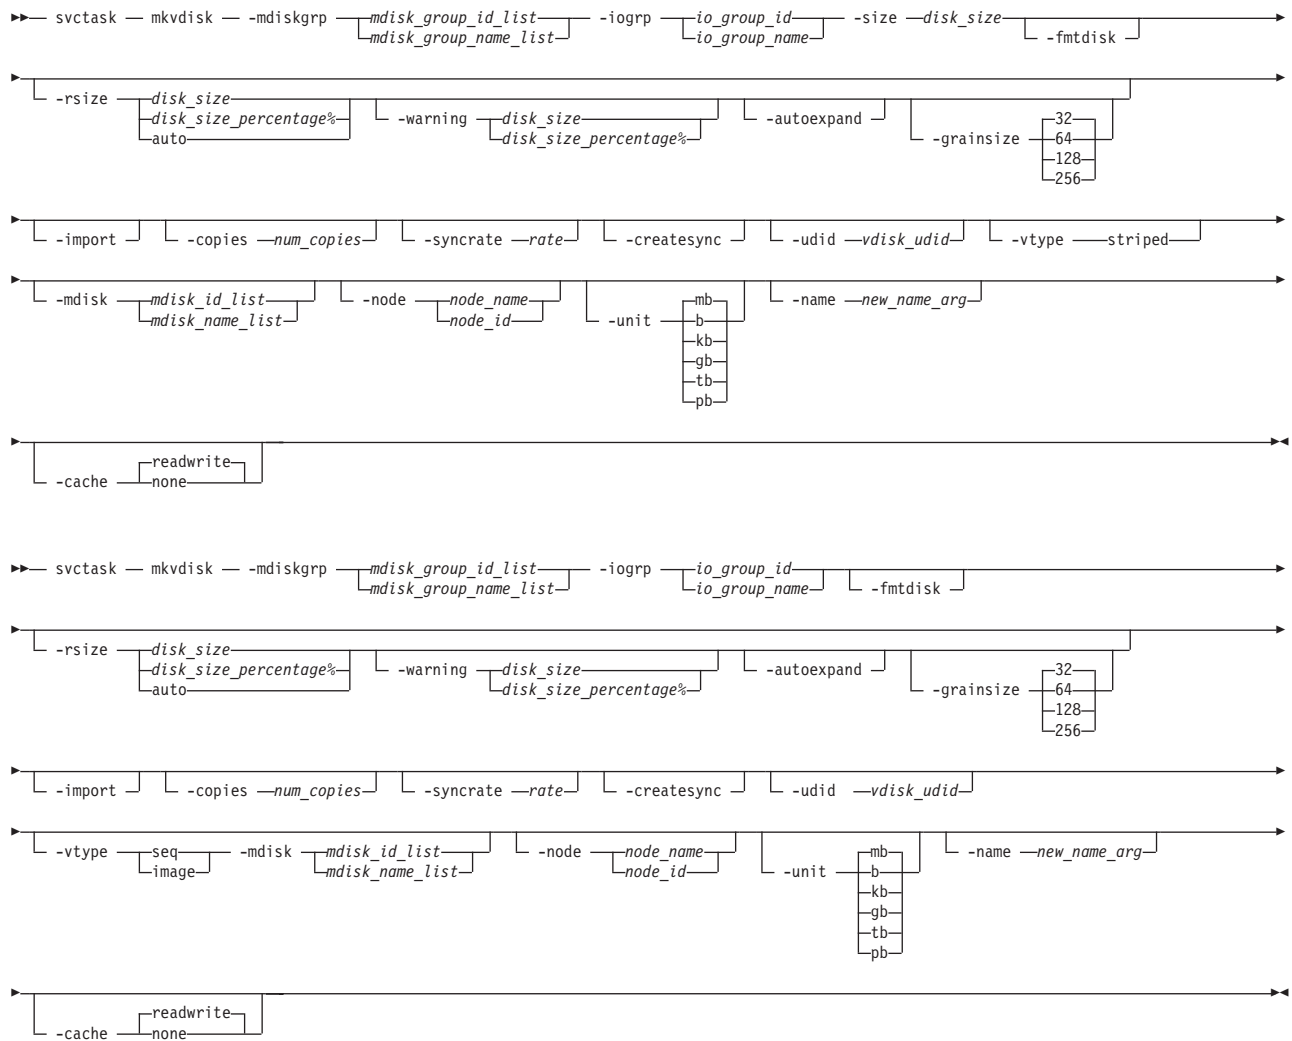 svctask mkvdisk -mdiskgrp mdisk_group_id_list -iogrp io_group_id -size disk_size
mdisk_group_name_list io_group_name -fmtdisk
-rsize disk_size
disk_size_percentage% -warning disk_size -autoexpand 32
auto disk_size_percentage% -grainsize 64
128
256
-import -copies num_copies -syncrate rate -createsync -udid vdisk_udid -vtype striped
-mdisk mdisk_id_list -node node_name mb -name new_name_arg
mdisk_name_list node_id -unit b
kb
gb
tb
pb
readwrite
-cache none
svctask mkvdisk -mdiskgrp mdisk_group_id_list -iogrp io_group_id
mdisk_group_name_list io_group_name -fmtdisk
-rsize disk_size
disk_size_percentage% -warning disk_size -autoexpand 32
auto disk_size_percentage% -grainsize 64
128
256
-import -copies num_copies -syncrate rate -createsync -udid vdisk_udid
-vtype seq -mdisk mdisk_id_list -node node_name mb -name new_name_arg
image mdisk_name_list node_id -unit b
kb
gb
tb
pb
readwrite
-cache none